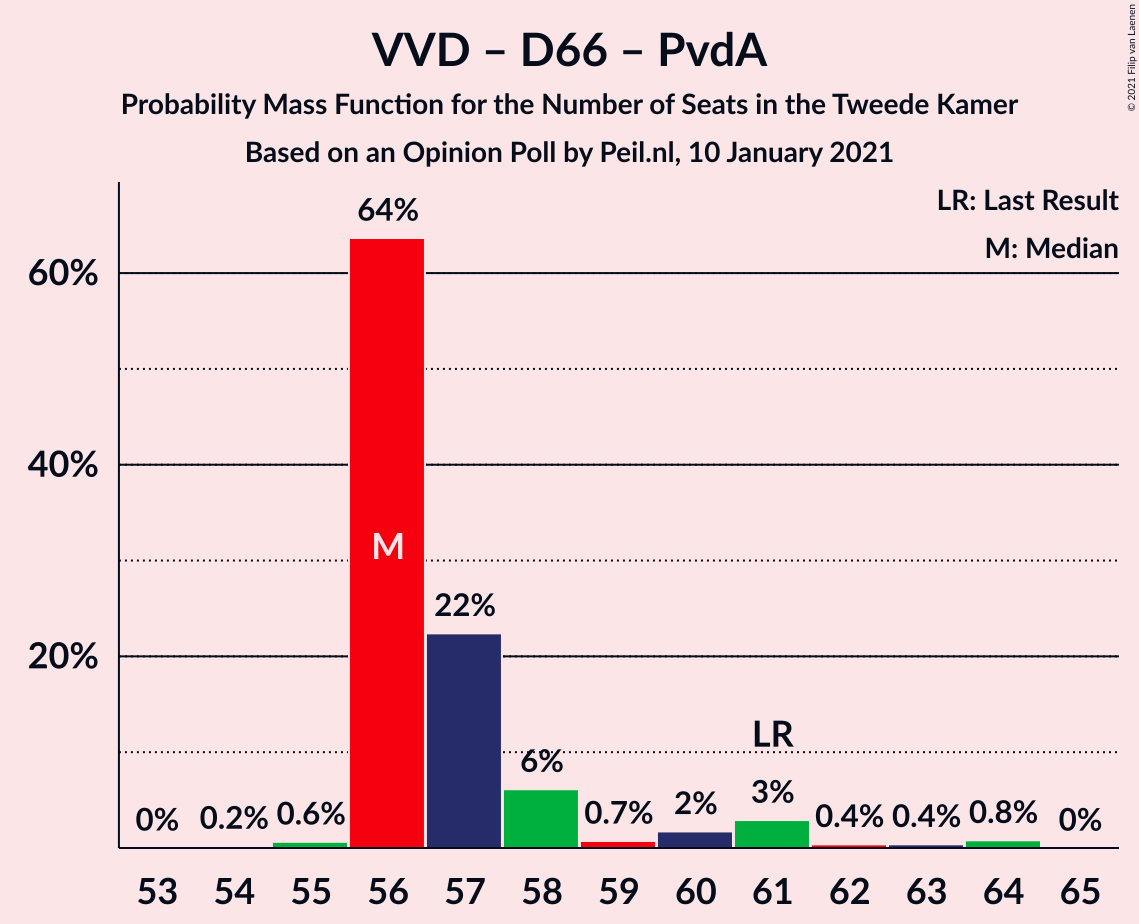 VVD – D66 – PvdA
Probability Mass Function for the Number of Seats in the Tweede Kamer
Based on an Opinion Poll by Peil.nl, 10 January 2021
© 2021 Filip van Laenen
LR: Last Result
M: Median
60%
40%
20%
0%
0.2%
0.6%
64%
M
22%
6%
0.7%
2%
LR
3%
0.4%
0.4%
0.8%
0%
53 54 55 56 57 58 59 60 61 62 63 64 65